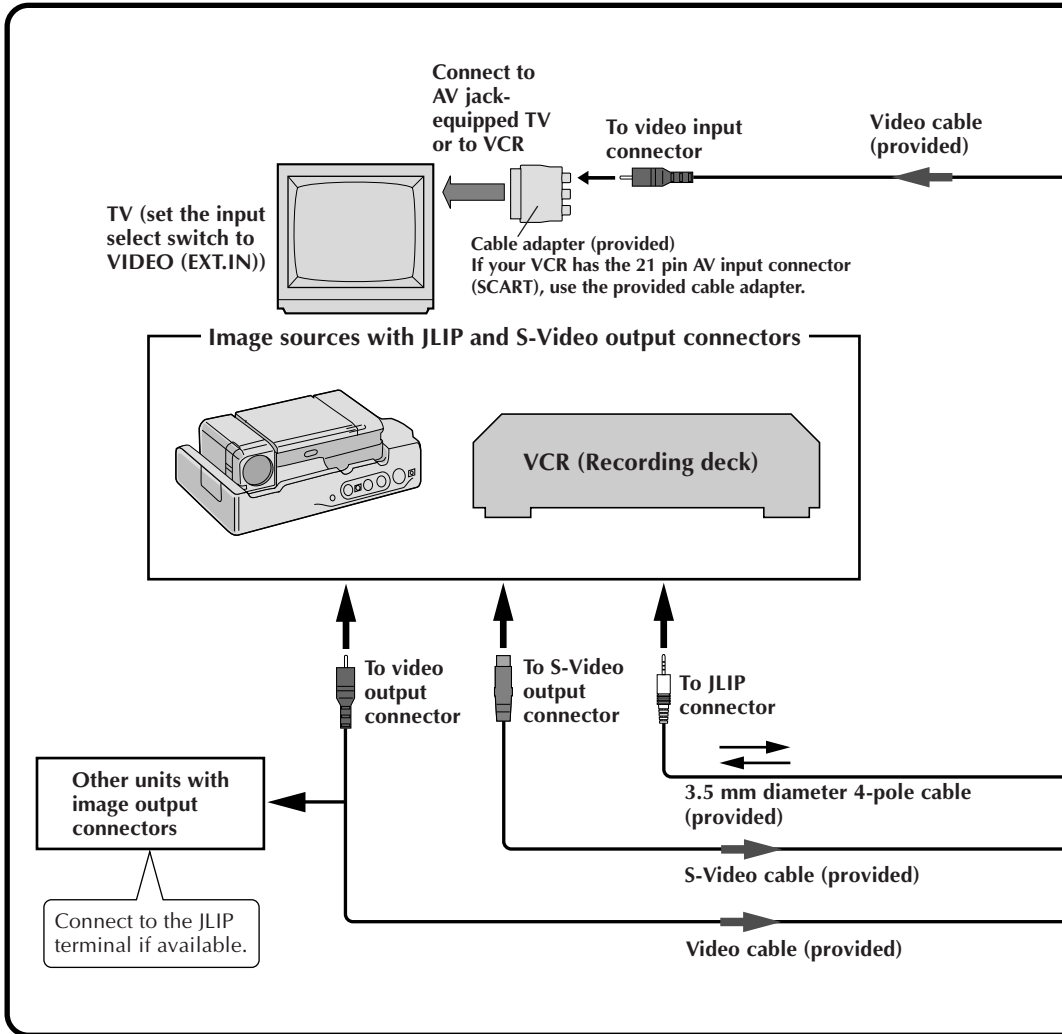 Connect to
AV jack-
equipped TV
or to VCR
To video input
connector
Video cable
(provided)
TV (set the input
select switch to
VIDEO (EXT.IN))
Cable adapter (provided)
If your VCR has the 21 pin AV input connector
(SCART), use the provided cable adapter.
Image sources with JLIP and S-Video output connectors
VCR (Recording deck)
To video
output
connector
To S-Video
output
connector
To JLIP
connector
Other units with
image output
connectors
3.5 mm diameter 4-pole cable
(provided)
S-Video cable (provided)
Connect to the JLIP
terminal if available.
Video cable (provided)